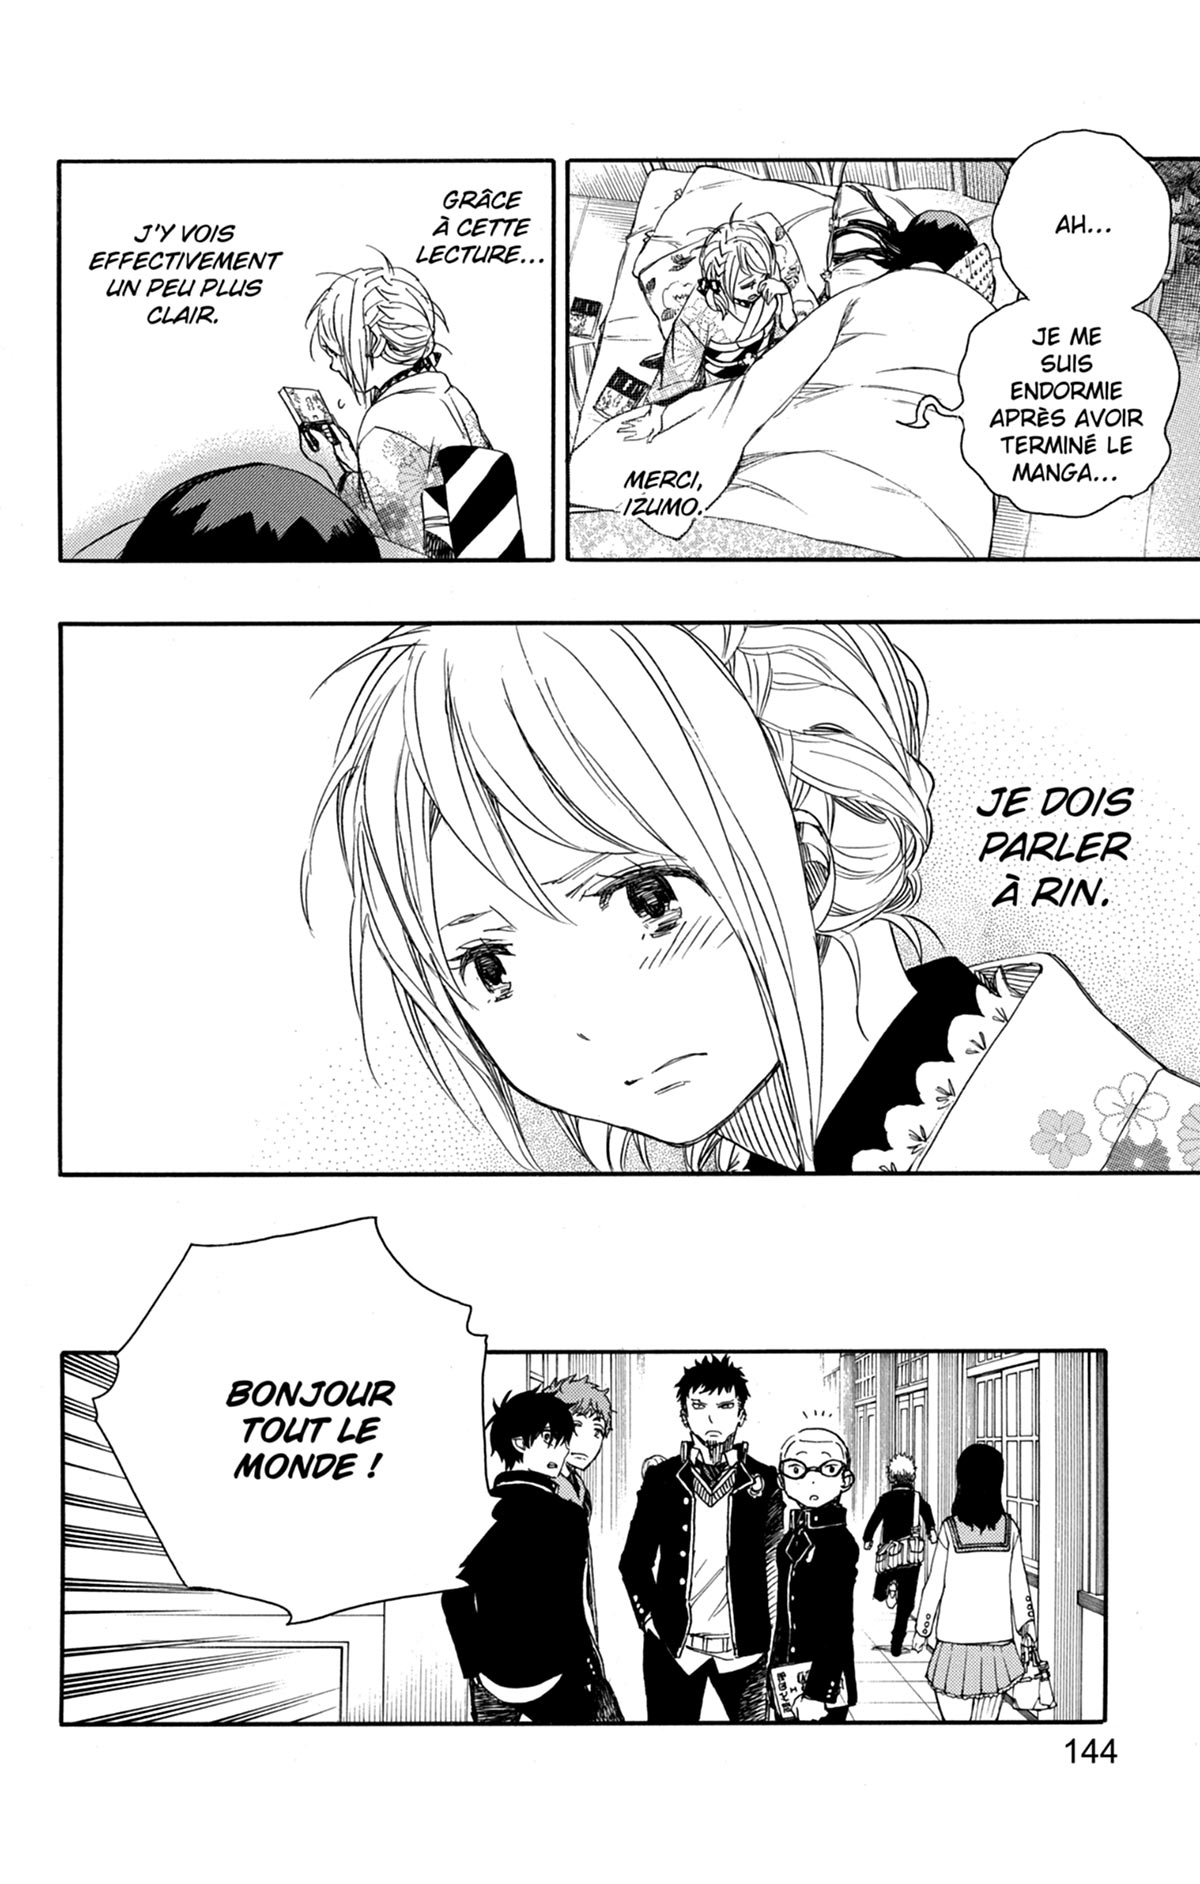 AH...
JE ME
SUIS
ENDORMIE
APRÈS AVOIR
TERMINÉ LE
MANGA...
MERCI,
IZUMO.
GRÂCE
À CETTE
LECTURE...
J'Y VOIS
EFFECTIVEMENT
UN PEU PLUS
CLAIR.
JE DOIS
PARLER
À RIN.
BONJOUR
TOUT LE
MONDE !
144